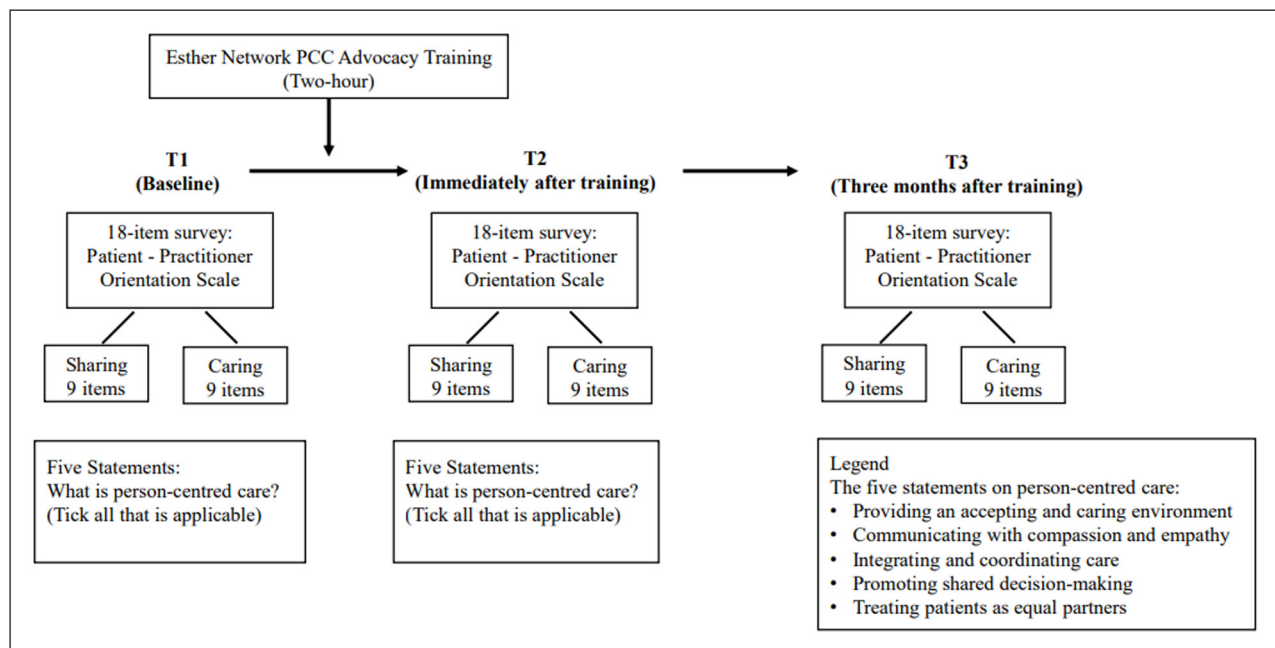 Esther Network PCC Advocacy Training
(Two-hour)
T1
(Baseline)
T2
(Immediately after training)
T3
(Three months after training)
18-item survey:
Patient - Practitioner
Orientation Scale
18-item survey:
Patient - Practitioner
Orientation Scale
18-item survey:
Patient - Practitioner
Orientation Scale
Sharing
9 items
Caring
9 items
Sharing
9 items
Caring
9 items
Sharing
9 items
Caring
9 items
Five Statements:
What is person-centred care?
(Tick all that is applicable)
Five Statements:
What is person-centred care?
(Tick all that is applicable)
Legend
The five statements on person-centred care:
• Providing an accepting and caring environment
• Communicating with compassion and empathy
• Integrating and coordinating care
• Promoting shared decision-making
• Treating patients as equal partners